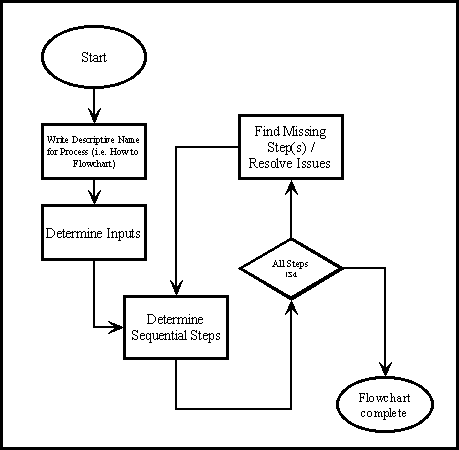 Start
Write Descriptive Name
for Process (i.e. How to
Flowchart)
Determine Inputs
Determine
Sequential Steps
Find Missing
Step(s) /
Resolve Issues
All Steps
Flowchart
complete